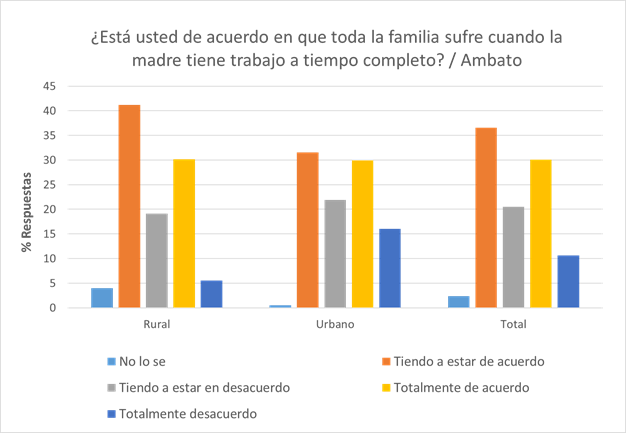 ¿Está usted de acuerdo en que toda la familia sufre cuando la
madre tiene trabajo a tiempo completo? / Ambato
% Respuestas
45
40
35
30
25
20
15
10
5
0
Rural
Urbano
Total
No lo se
Tiendo a estar de acuerdo
Tiendo a estar en desacuerdo
Totalmente de acuerdo
Totalmente desacuerdo